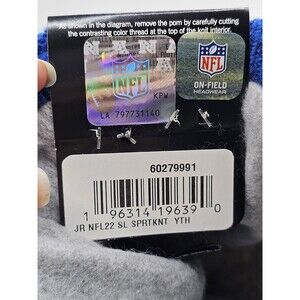 As shown in the diagram, remove the pom by carefully cutting
the contrasting color thread at the top of the knit interior.
NFL
KPW
LA 797731140
NFL
ON-FIELD
HEADWEAR
60279991
1 96314 19639 0
JR NFL22 SL SPRTKNT YTH